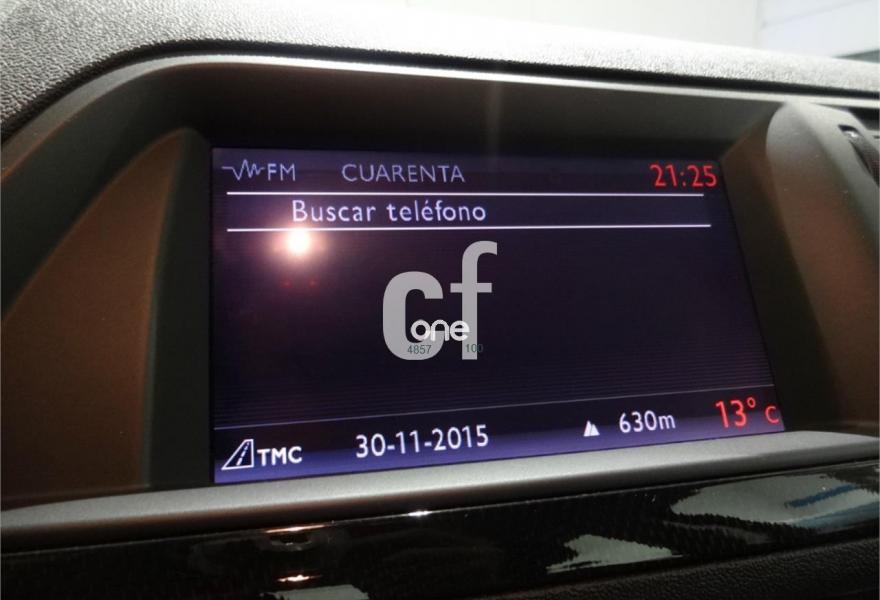 FM CUARENTA 21:25
Buscar teléfono
cf
one
4857 100
TMC 30-11-2015 630m 13° C